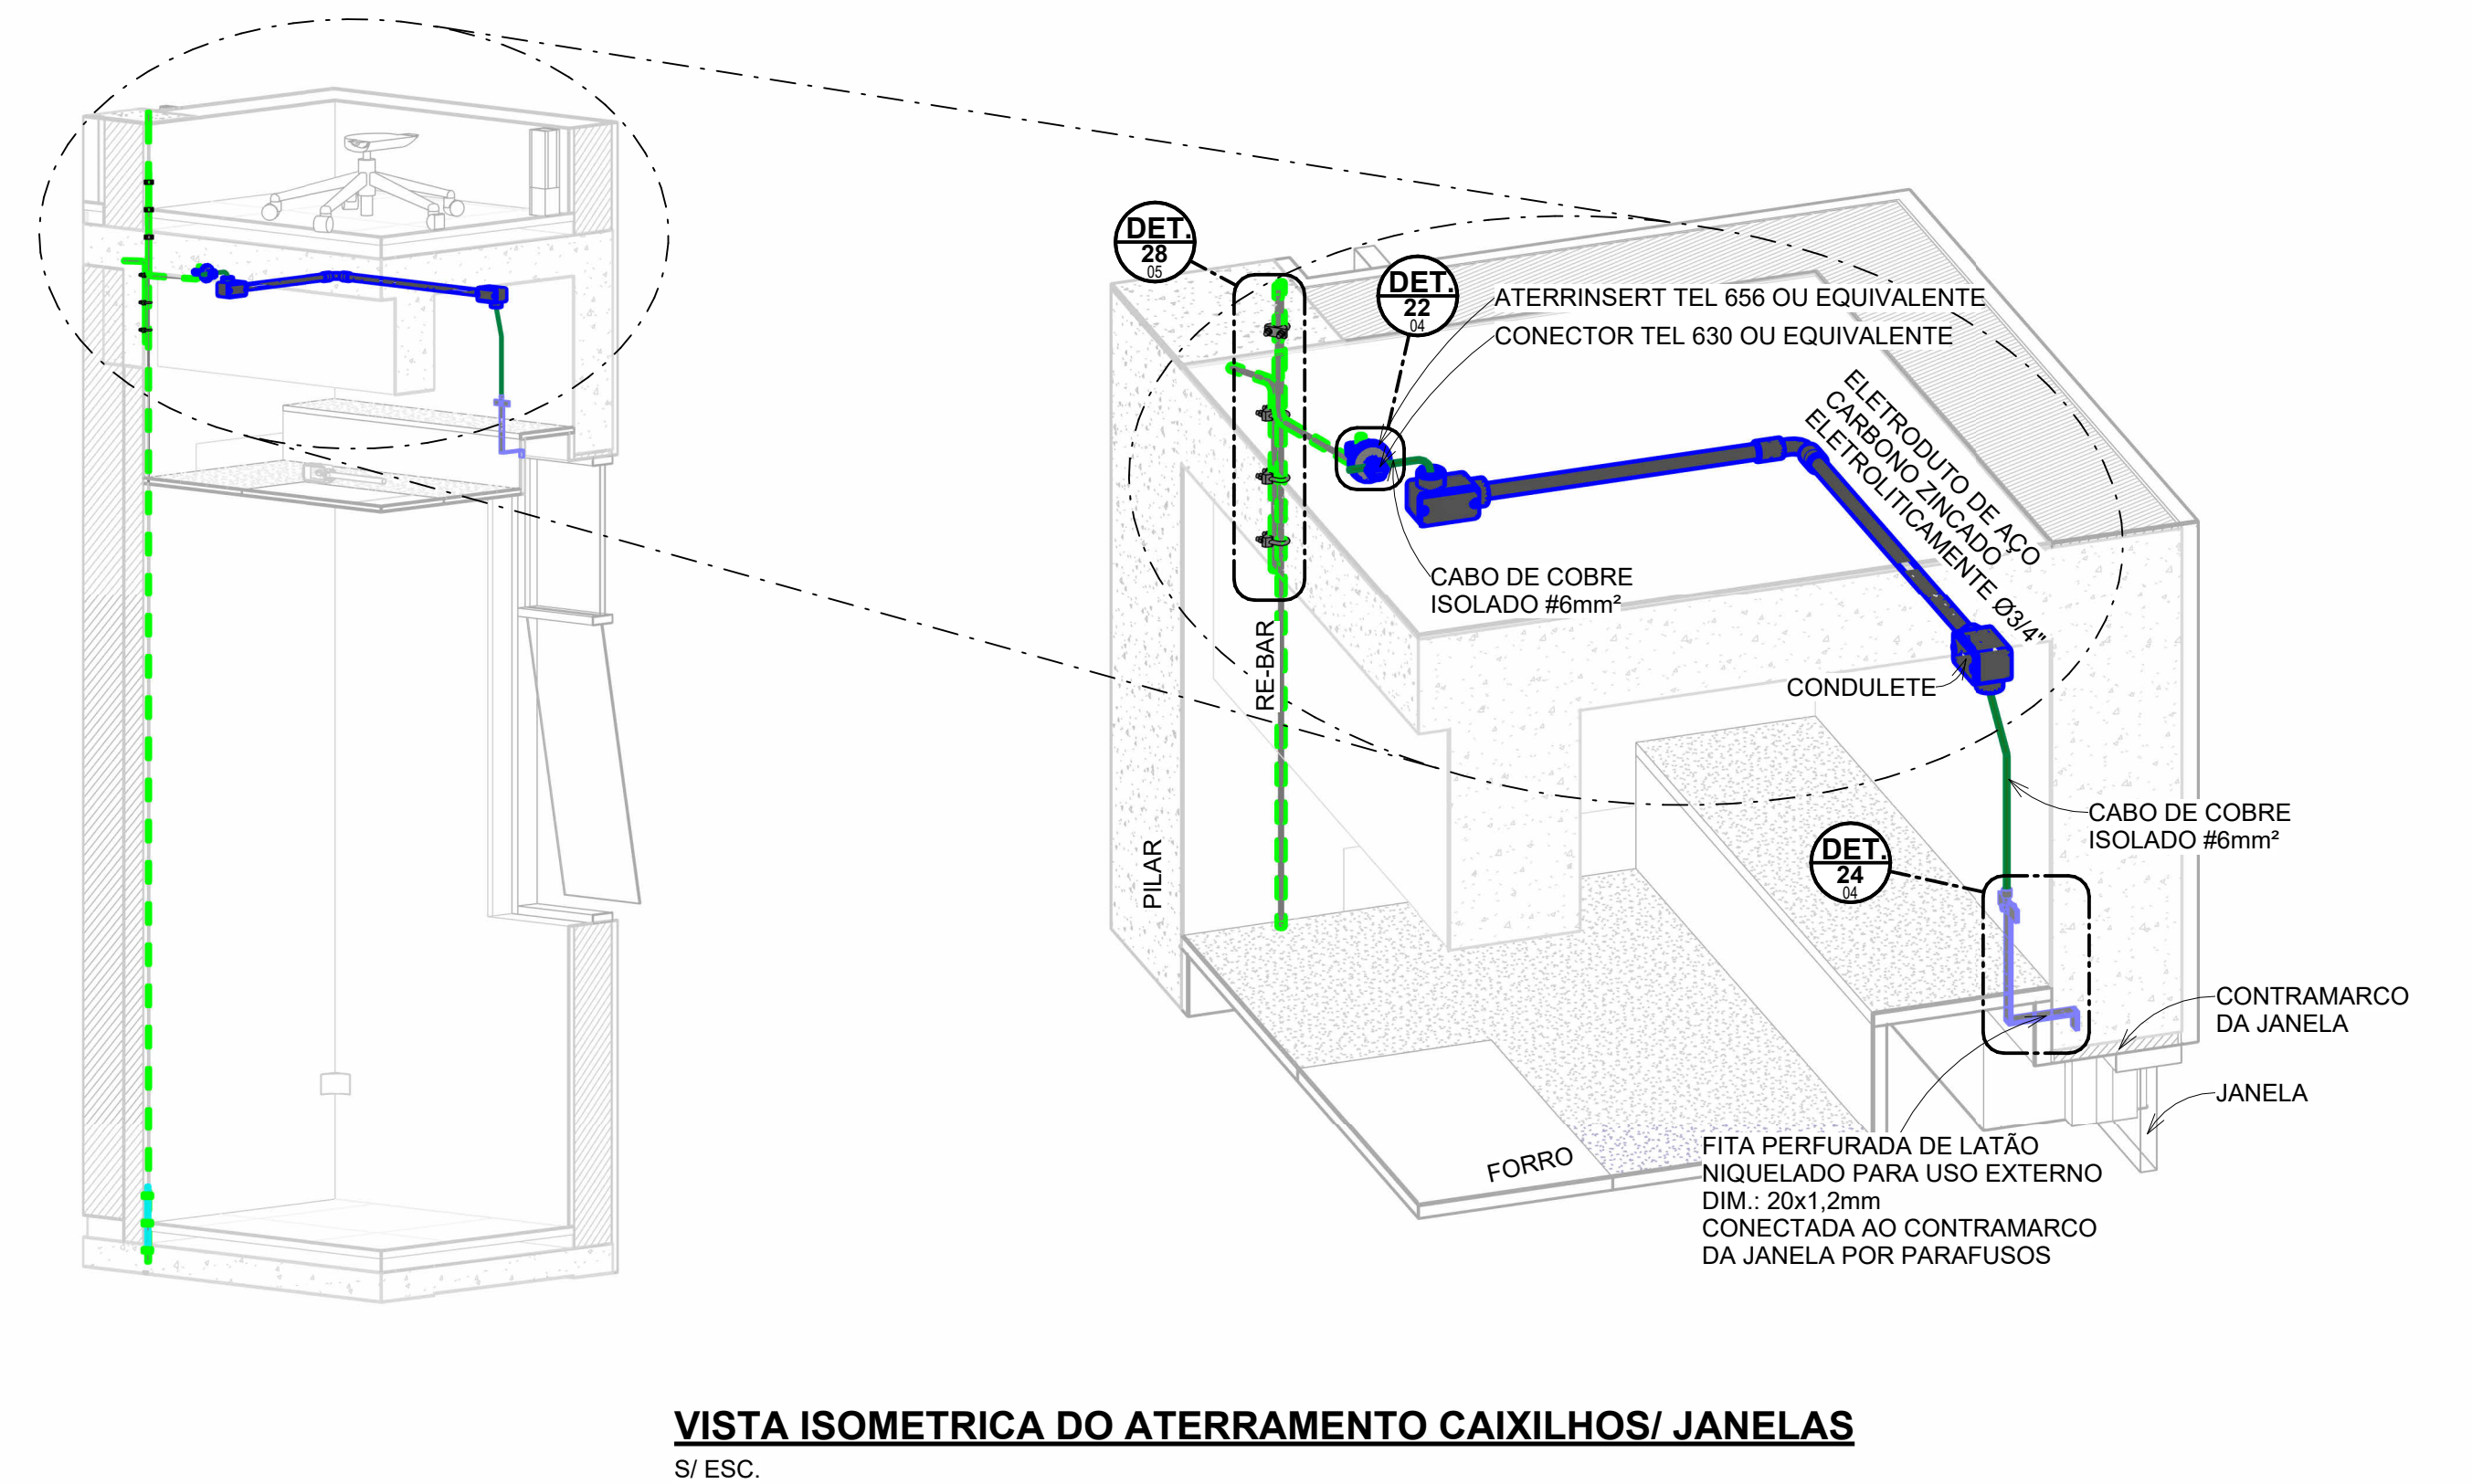 DET.
28
05
DET.
22
04
ATERRINSERT TEL 656 OU EQUIVALENTE
CONECTOR TEL 630 OU EQUIVALENTE
ELETRODUTO DE AÇO
CARBONO ZINCADO
ELETROLITICAMENTE Ø3/4"
CABO DE COBRE
ISOLADO #6mm²
RE-BAR
CONDULETE
PILAR
CABO DE COBRE
ISOLADO #6mm²
DET.
24
04
CONTRAMARCO
DA JANELA
JANELA
FORRO
FITA PERFURADA DE LATÃO
NIQUELADO PARA USO EXTERNO
DIM.: 20x1,2mm
CONECTADA AO CONTRAMARCO
DA JANELA POR PARAFUSOS
VISTA ISOMETRICA DO ATERRAMENTO CAIXILHOS/ JANELAS
S/ ESC.